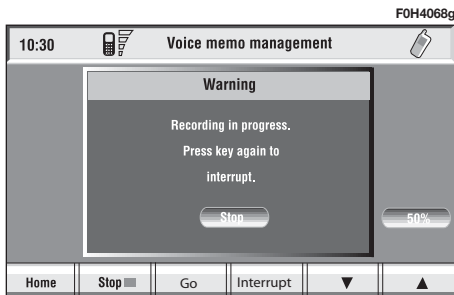 F0H4068g
10:30 Voice memo management
Warning
Recording in progress.
Press key again to
interrupt.
Stop
50%
Home Stop Go Interrupt